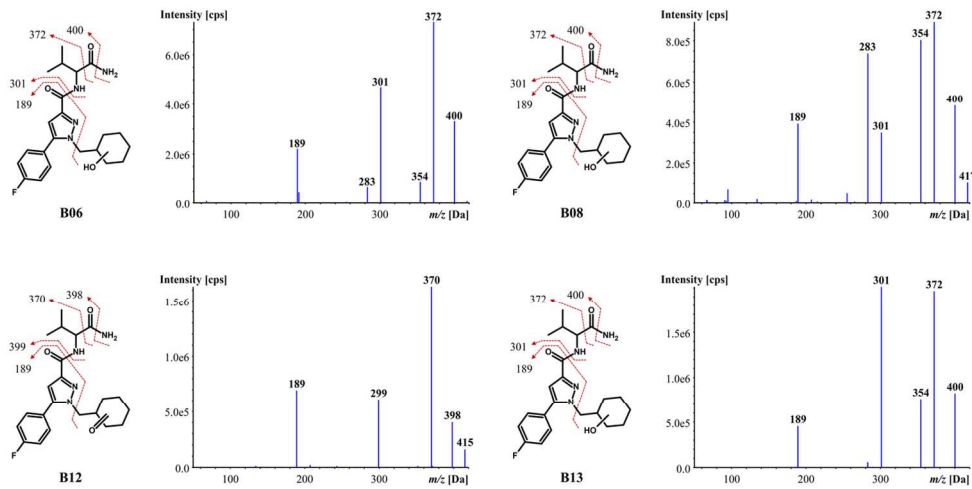 400
372
O
NH₂
NH
301
O
189
N
N
HO
F
B06
Intensity [cps]
372
6.0e6
301
4.0e6
400
189
2.0e6
354
283
0.0
100
200
300
m/z [Da]
400
372
O
NH₂
NH
301
O
189
N
N
HO
F
B08
Intensity [cps]
372
354
8.0e5
283
6.0e5
400
189
4.0e5
301
2.0e5
417
0.0
100
200
300
m/z [Da]
398
370
O
NH₂
NH
399
O
189
N
N
O
F
B12
Intensity [cps]
370
1.5e6
1.0e6
189
299
5.0e5
398
415
0.0
100
200
300
m/z [Da]
400
372
O
NH₂
NH
301
O
189
N
N
HO
F
B13
Intensity [cps]
301
372
1.5e6
1.0e6
354
400
189
5.0e5
0.0
100
200
300
m/z [Da]